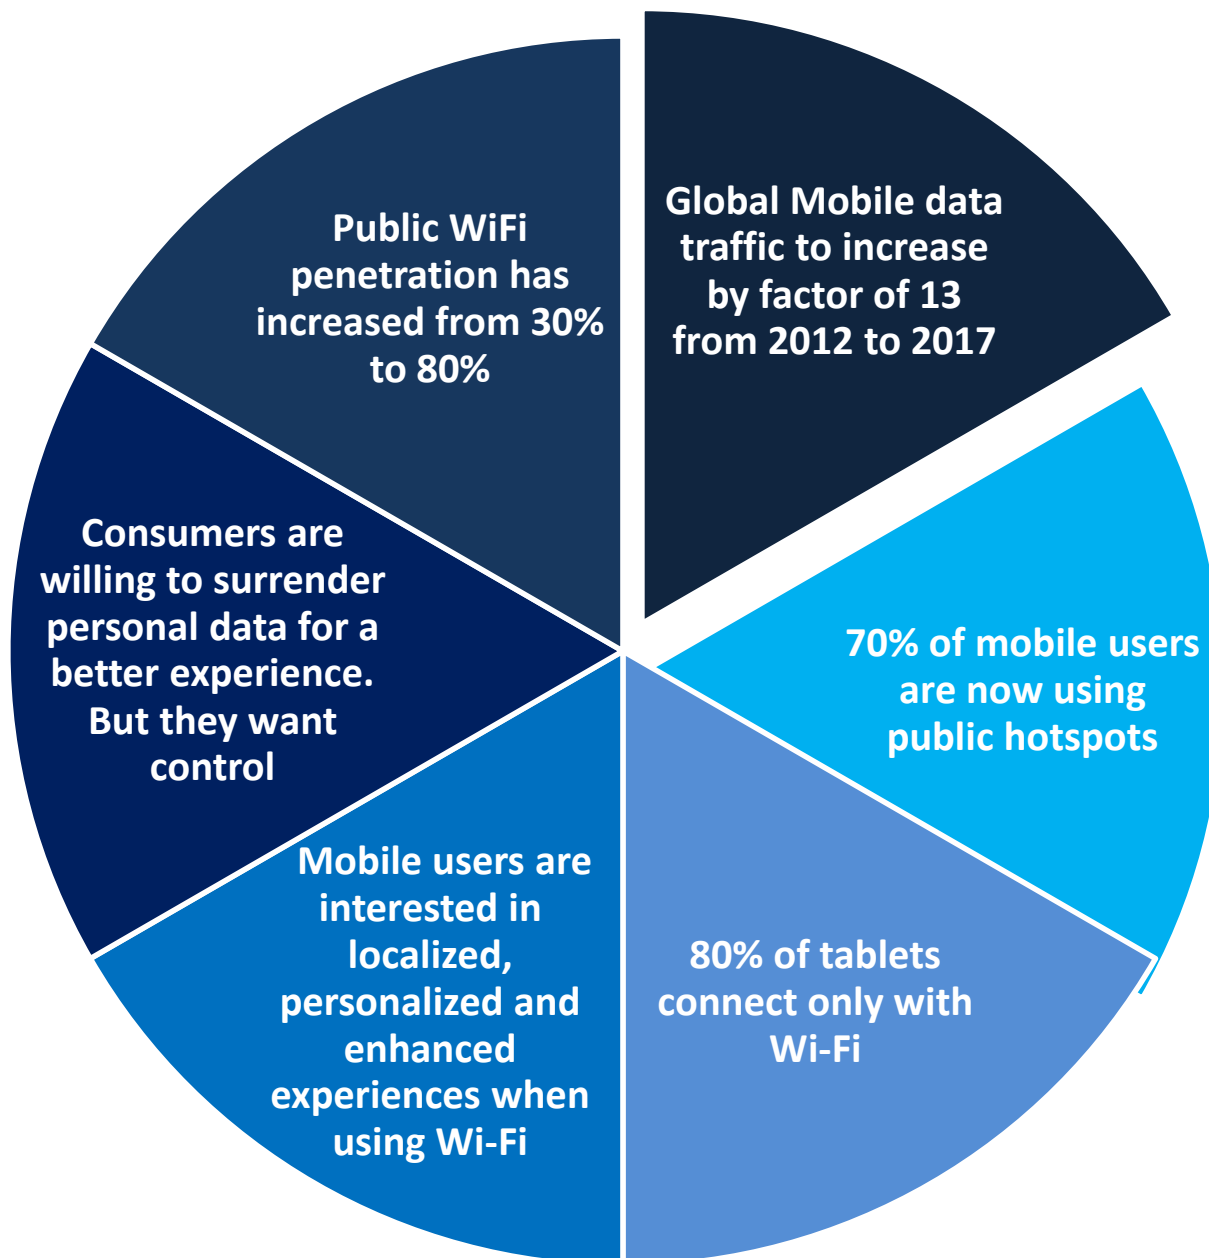 Global Mobile data
traffic to increase
by factor of 13
from 2012 to 2017
70% of mobile users
are now using
public hotspots
80% of tablets
connect only with
Wi-Fi
Mobile users are
interested in
localized,
personalized and
enhanced
experiences when
using Wi-Fi
Consumers are
willing to surrender
personal data for a
better experience.
But they want
control
Public WiFi
penetration has
increased from 30%
to 80%